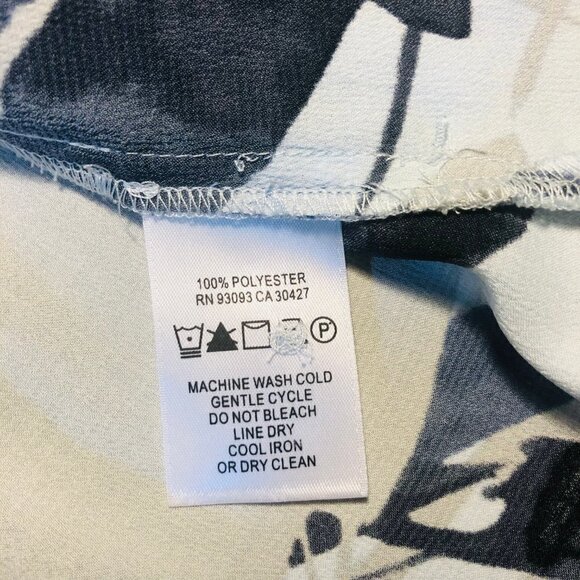 100% POLYESTER
RN 93093 CA 30427
P
MACHINE WASH COLD
GENTLE CYCLE
DO NOT BLEACH
LINE DRY
COOL IRON
OR DRY CLEAN